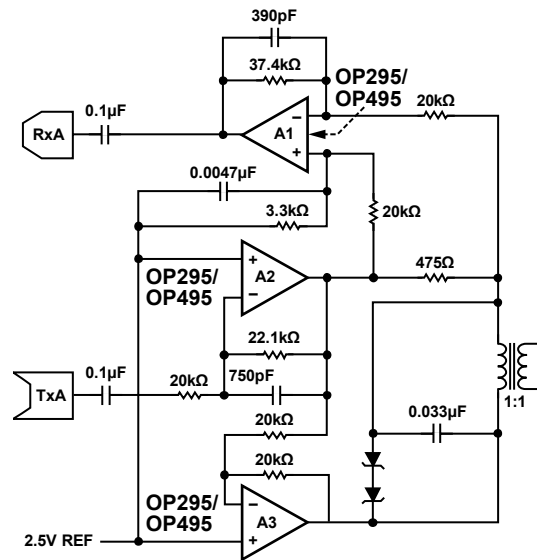 390pF
37.4kΩ
OP295/
OP495
0.1µF
20kΩ
RxA
A1
−
+
0.0047µF
3.3kΩ
20kΩ
475Ω
OP295/
OP495
+
A2
−
22.1kΩ
0.1µF
750pF
TxA
20kΩ
1:1
0.033µF
20kΩ
20kΩ
OP295/
OP495
−
A3
+
2.5V REF